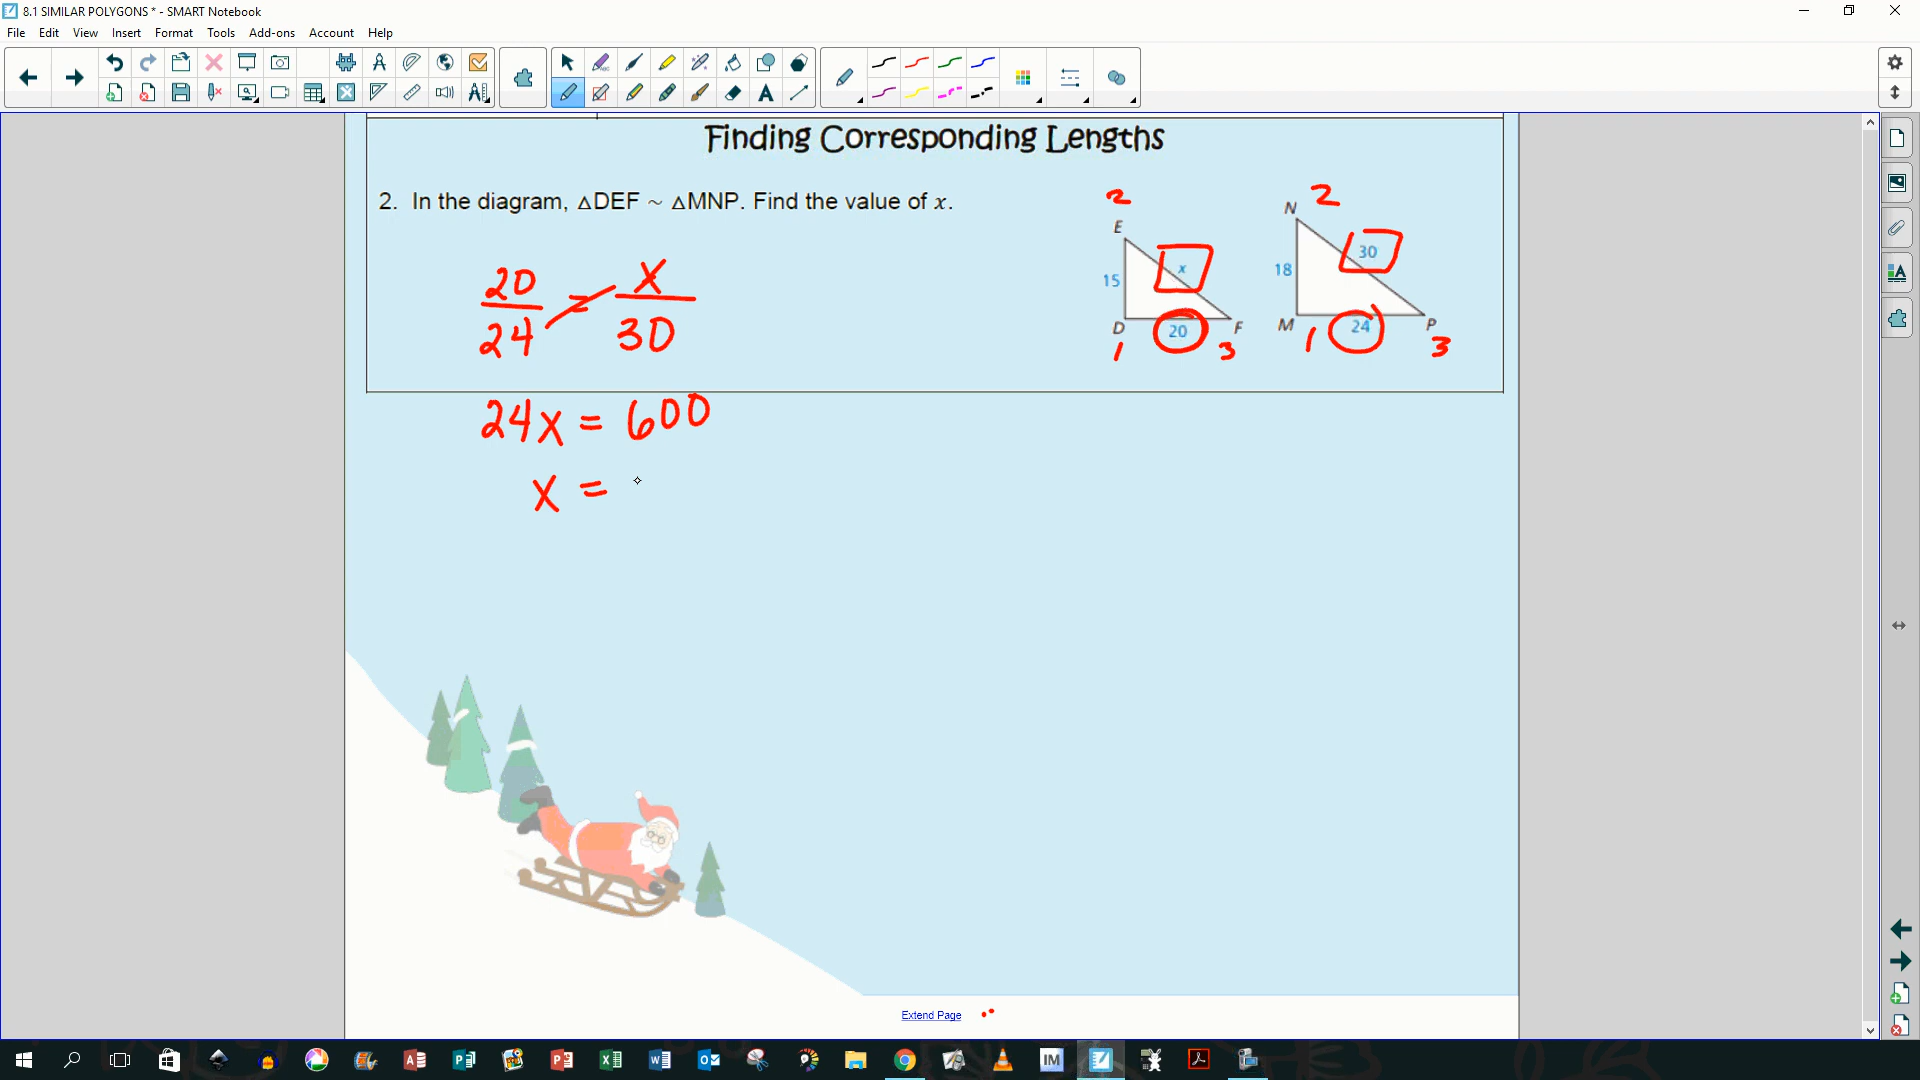 8.1 SIMILAR POLYGONS * - SMART Notebook
File Edit View Insert Format Tools Add-ons Account Help
Finding Corresponding Lengths
2. In the diagram, △DEF ~ △MNP. Find the value of x.
2
E
15
x
D
20
F
1
3
2
N
30
18
M
24
P
1
3
20/24 = x/30
24x = 600
x =
Extend Page
IM